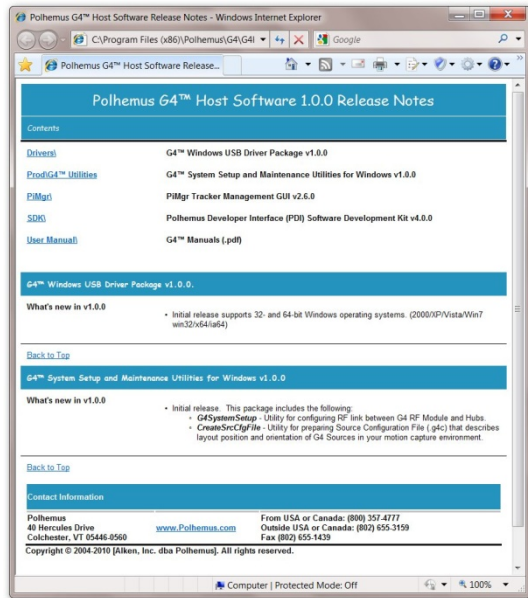 Polhemus G4™ Host Software Release Notes - Windows Internet Explorer
C:\Program Files (x86)\Polhemus\G4\G4I
Google
Polhemus G4™ Host Software Release...
Polhemus G4™ Host Software 1.0.0 Release Notes
Contents
Drivers\ G4™ Windows USB Driver Package v1.0.0
Prod\G4™ Utilities G4™ System Setup and Maintenance Utilities for Windows v1.0.0
PiMgr\ PiMgr Tracker Management GUI v2.6.0
SDK\ Polhemus Developer Interface (PDI) Software Development Kit v4.0.0
User Manual\ G4™ Manuals (.pdf)
G4™ Windows USB Driver Package v1.0.0.
What's new in v1.0.0
• Initial release supports 32- and 64-bit Windows operating systems. (2000/XP/Vista/Win7
win32/x64/ia64)
Back to Top
G4™ System Setup and Maintenance Utilities for Windows v1.0.0
What's new in v1.0.0
• Initial release. This package includes the following:
• G4SystemSetup - Utility for configuring RF link between G4 RF Module and Hubs.
• CreateSrcCfgFile - Utility for preparing Source Configuration File (.g4c) that describes
layout position and orientation of G4 Sources in your motion capture environment.
Back to Top
Contact Information
Polhemus From USA or Canada: (800) 357-4777
40 Hercules Drive www.Polhemus.com Outside USA or Canada: (802) 655-3159
Colchester, VT 05446-0560 Fax (802) 655-1439
Copyright © 2004-2010 [Alken, Inc. dba Polhemus]. All rights reserved.
Computer | Protected Mode: Off 100%